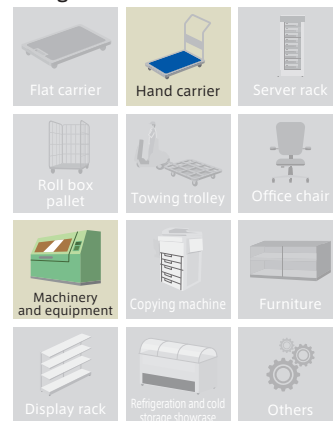 Flat carrier
Hand carrier
Server rack
Roll box
pallet
Towing trolley
Office chair
Machinery
and equipment
Copying machine
Furniture
Display rack
Refrigeration and cold
storage showcase
Others